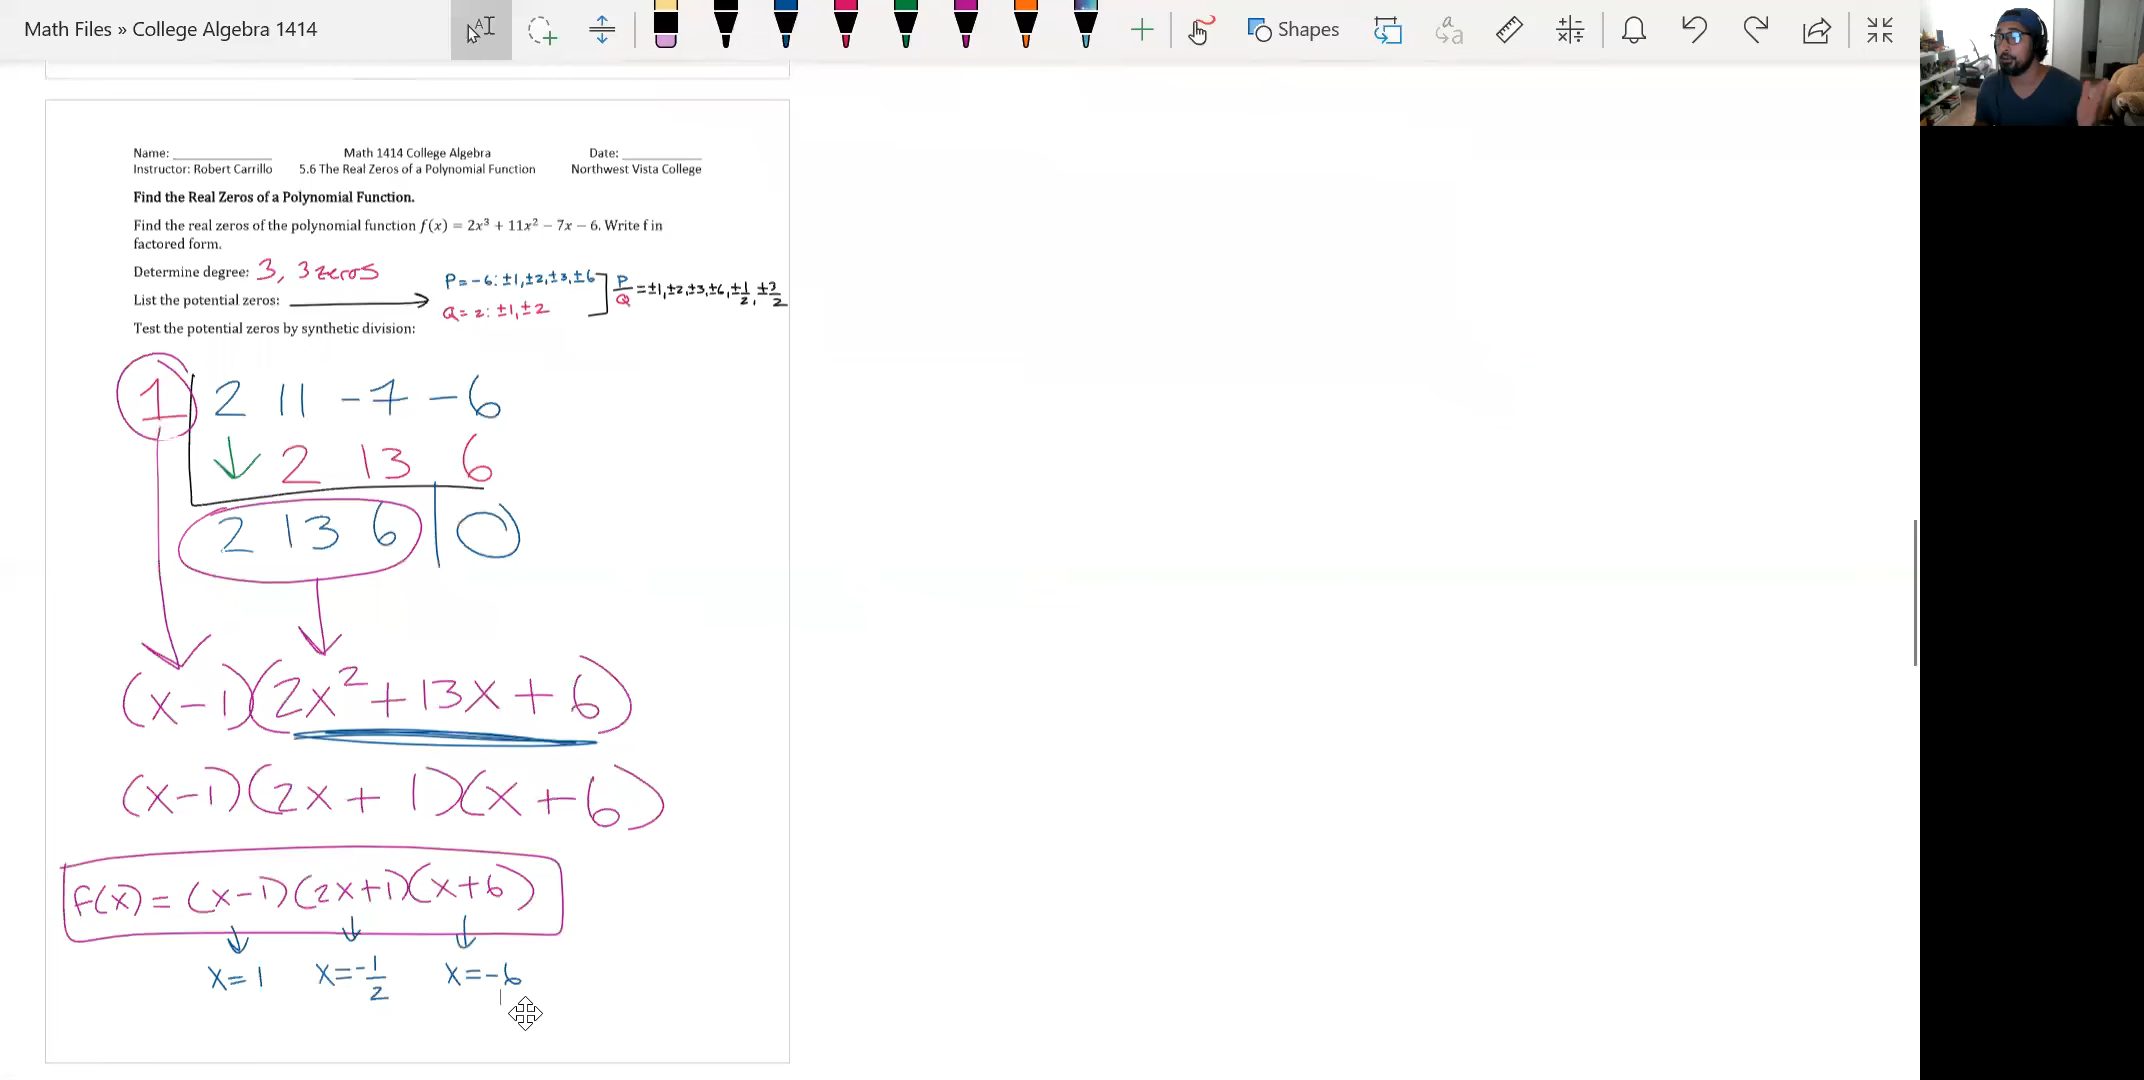 Math Files » College Algebra 1414
Shapes
Name: ____________ Math 1414 College Algebra Date: __________
Instructor: Robert Carrillo 5.6 The Real Zeros of a Polynomial Function Northwest Vista College
Find the Real Zeros of a Polynomial Function.
Find the real zeros of the polynomial function f(x) = 2x³ + 11x² − 7x − 6. Write f in
factored form.
Determine degree: 3, 3 zeros
List the potential zeros:
P = -6: ±1, ±2, ±3, ±6
Q = 2: ±1, ±2
P/Q = ±1, ±2, ±3, ±6, ±1/2, ±3/2
Test the potential zeros by synthetic division:
1 | 2 11 -7 -6
2 13 6
2 13 6 | 0
(x-1)(2x²+13x+6)
(x-1)(2x+1)(x+6)
f(x) = (x-1)(2x+1)(x+6)
x=1 x=-1/2 x=-6